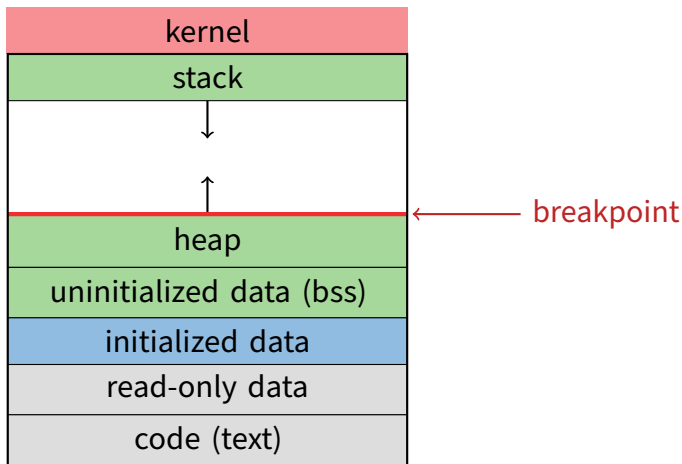 kernel
stack
breakpoint
heap
uninitialized data (bss)
initialized data
read-only data
code (text)